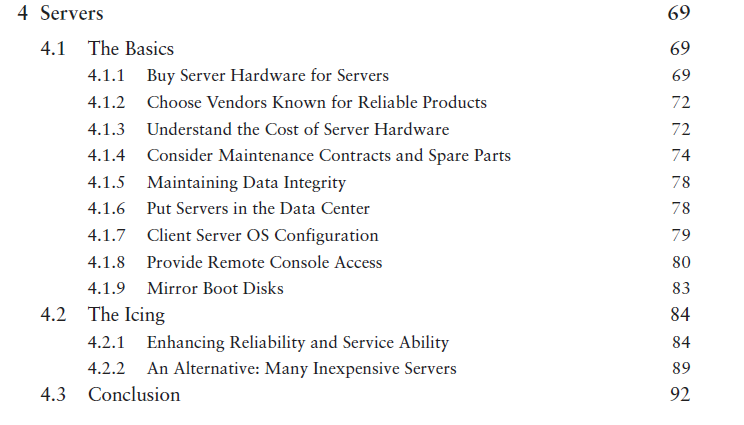 4 Servers 69
4.1 The Basics 69
4.1.1 Buy Server Hardware for Servers 69
4.1.2 Choose Vendors Known for Reliable Products 72
4.1.3 Understand the Cost of Server Hardware 72
4.1.4 Consider Maintenance Contracts and Spare Parts 74
4.1.5 Maintaining Data Integrity 78
4.1.6 Put Servers in the Data Center 78
4.1.7 Client Server OS Configuration 79
4.1.8 Provide Remote Console Access 80
4.1.9 Mirror Boot Disks 83
4.2 The Icing 84
4.2.1 Enhancing Reliability and Service Ability 84
4.2.2 An Alternative: Many Inexpensive Servers 89
4.3 Conclusion 92